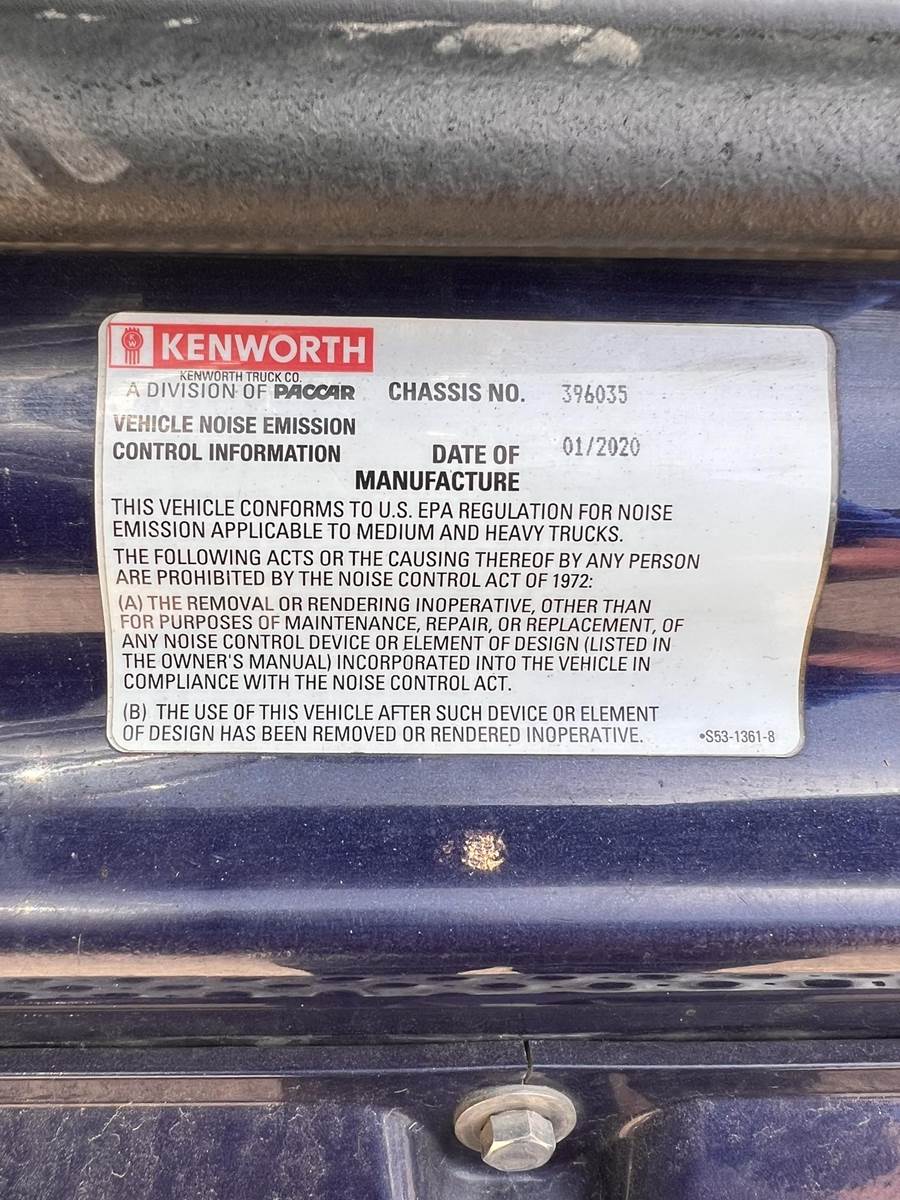 KW KENWORTH
KENWORTH TRUCK CO.
A DIVISION OF PACCAR CHASSIS NO. 396035
VEHICLE NOISE EMISSION
CONTROL INFORMATION DATE OF 01/2020
MANUFACTURE
THIS VEHICLE CONFORMS TO U.S. EPA REGULATION FOR NOISE
EMISSION APPLICABLE TO MEDIUM AND HEAVY TRUCKS.
THE FOLLOWING ACTS OR THE CAUSING THEREOF BY ANY PERSON
ARE PROHIBITED BY THE NOISE CONTROL ACT OF 1972:
(A) THE REMOVAL OR RENDERING INOPERATIVE, OTHER THAN
FOR PURPOSES OF MAINTENANCE, REPAIR, OR REPLACEMENT, OF
ANY NOISE CONTROL DEVICE OR ELEMENT OF DESIGN (LISTED IN
THE OWNER'S MANUAL) INCORPORATED INTO THE VEHICLE IN
COMPLIANCE WITH THE NOISE CONTROL ACT.
(B) THE USE OF THIS VEHICLE AFTER SUCH DEVICE OR ELEMENT
OF DESIGN HAS BEEN REMOVED OR RENDERED INOPERATIVE. •S53-1361-8